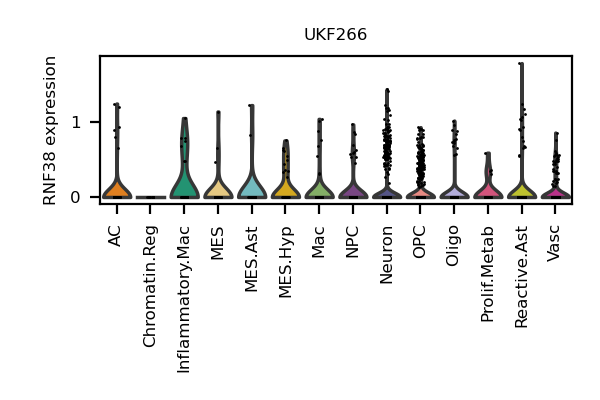 UKF266
RNF38 expression
1
0
AC
Chromatin.Reg
Inflammatory.Mac
MES
MES.Ast
MES.Hyp
Mac
NPC
Neuron
OPC
Oligo
Prolif.Metab
Reactive.Ast
Vasc